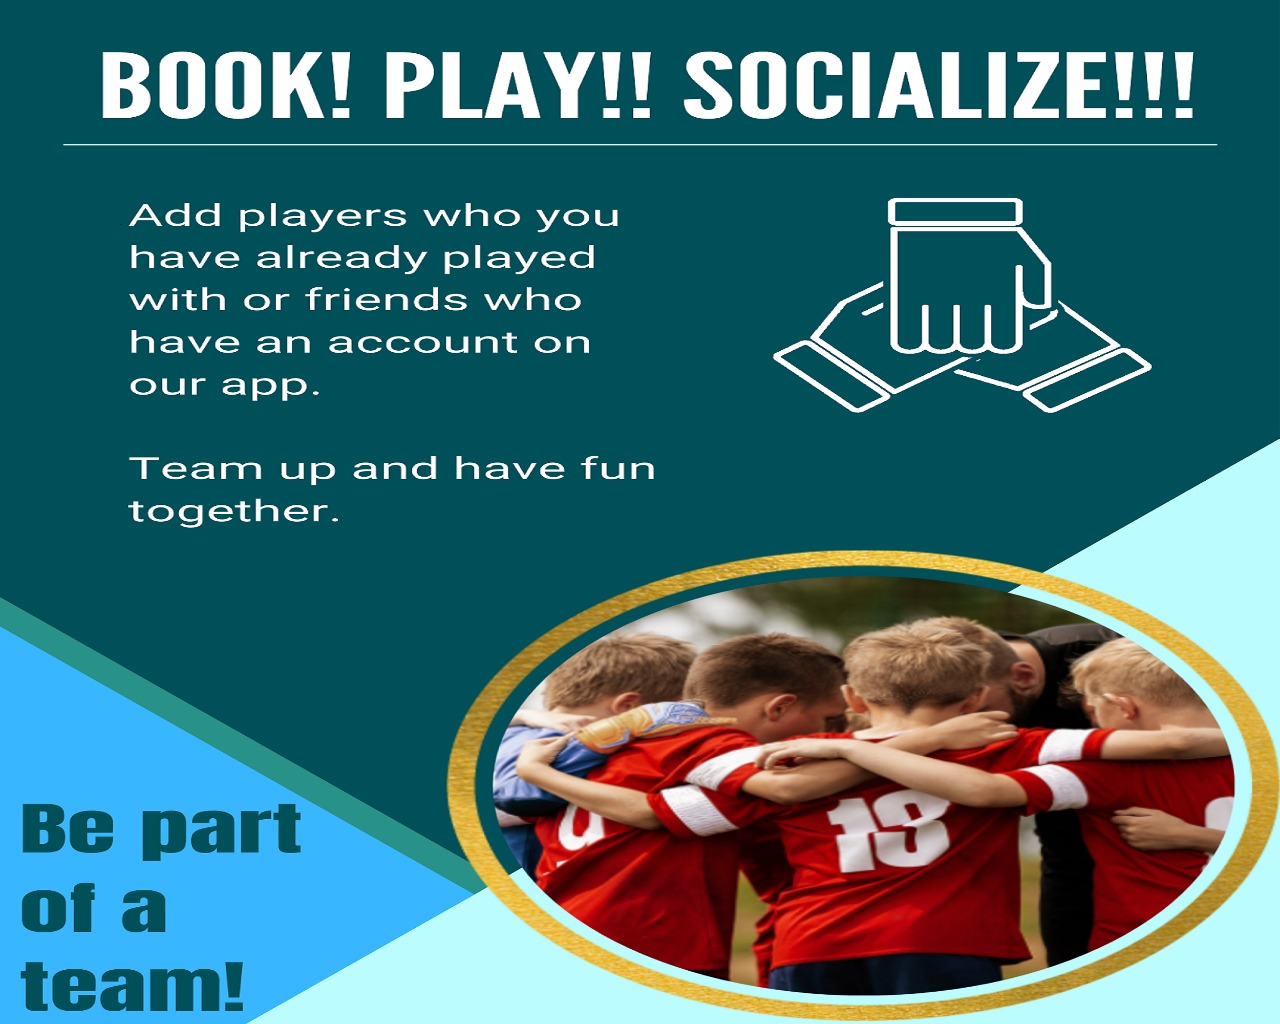 BOOK! PLAY!! SOCIALIZE!!!
Add players who you
have already played
with or friends who
have an account on
our app.
Team up and have fun
together.
13
Be part
of a
team!